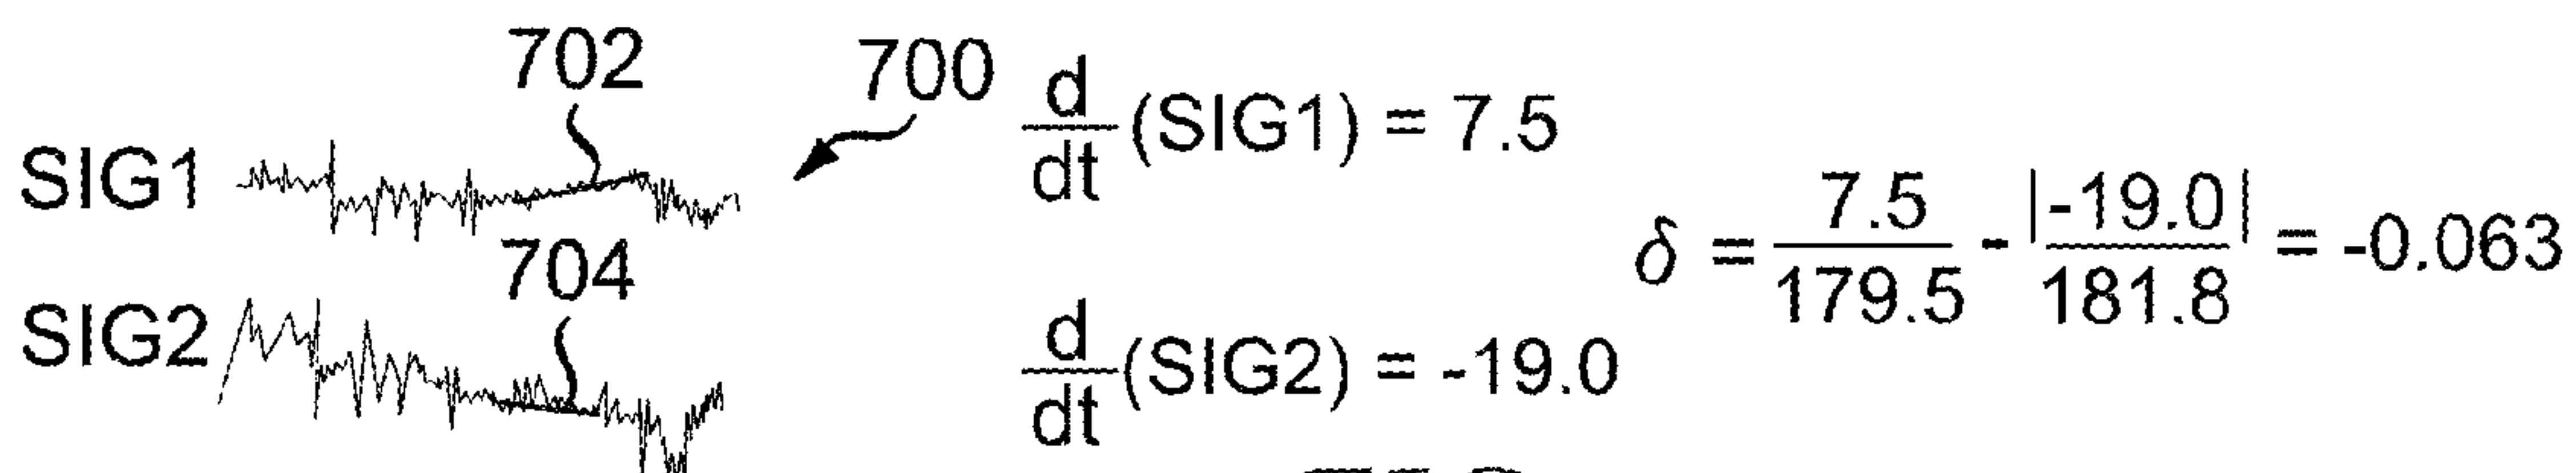 702
700
d/dt (SIG1) = 7.5
SIG1
δ = 7.5/179.5 - |-19.0|/181.8 = -0.063
704
SIG2
d/dt (SIG2) = -19.0